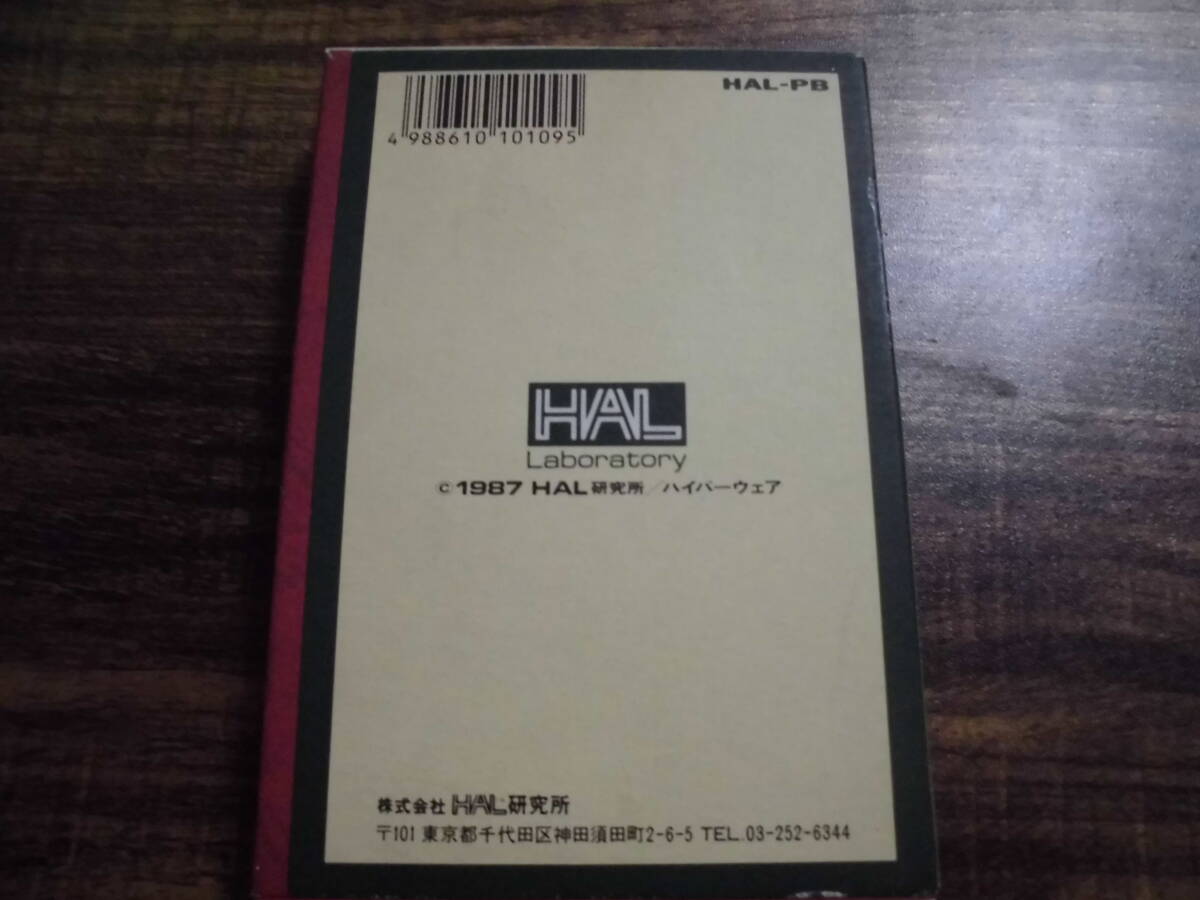 HAL-PB
4 988610 101095
HAL
Laboratory
© 1987 HAL研究所/ハイパーウェア
株式会社 HAL研究所
〒101 東京都千代田区神田須田町2-6-5 TEL.03-252-6344